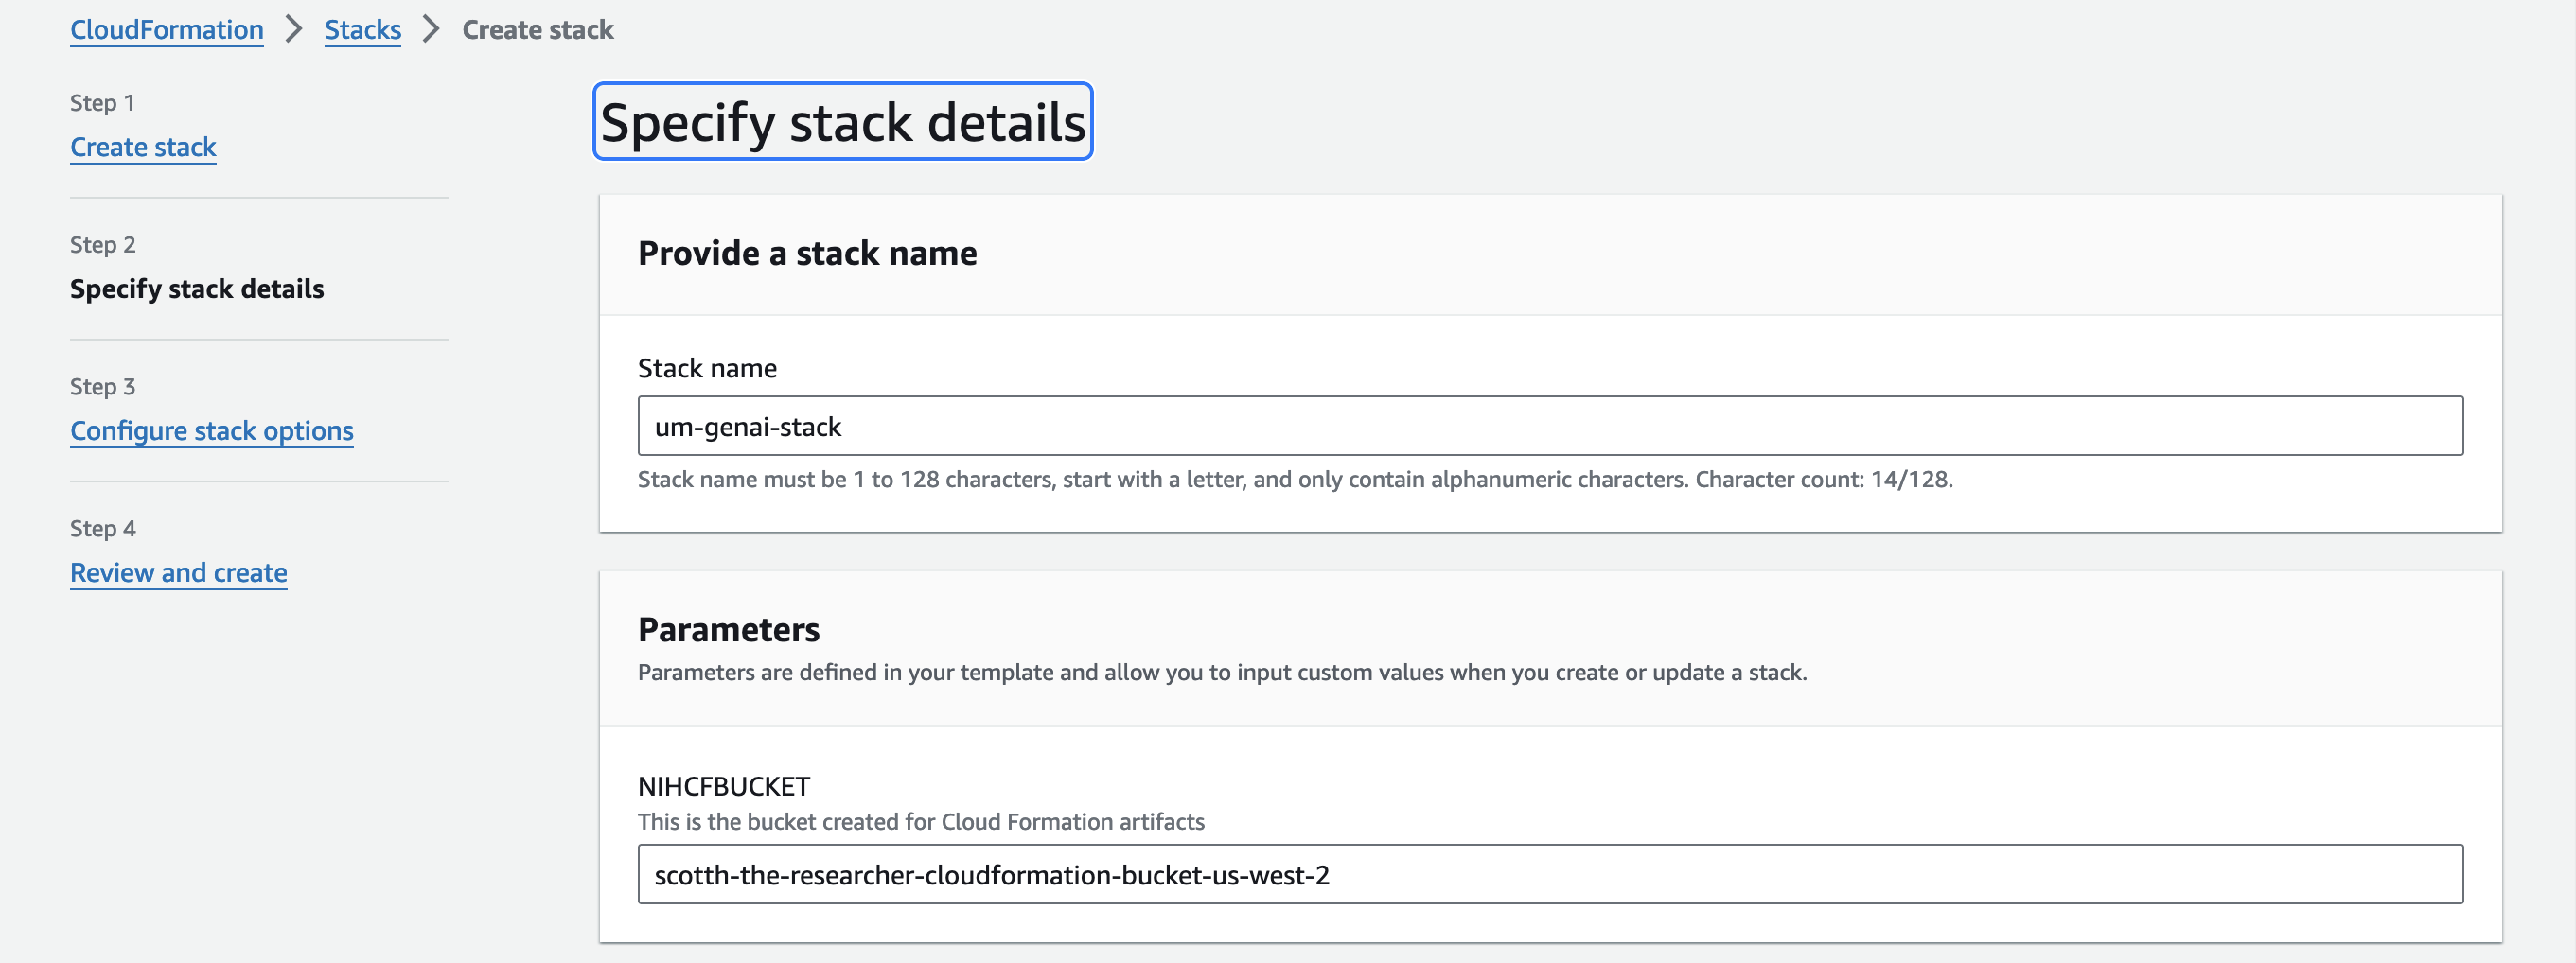 CloudFormation > Stacks > Create stack
Step 1
Create stack
Step 2
Specify stack details
Step 3
Configure stack options
Step 4
Review and create
Specify stack details
Provide a stack name
Stack name
um-genai-stack
Stack name must be 1 to 128 characters, start with a letter, and only contain alphanumeric characters. Character count: 14/128.
Parameters
Parameters are defined in your template and allow you to input custom values when you create or update a stack.
NIHCFBUCKET
This is the bucket created for Cloud Formation artifacts
scotth-the-researcher-cloudformation-bucket-us-west-2